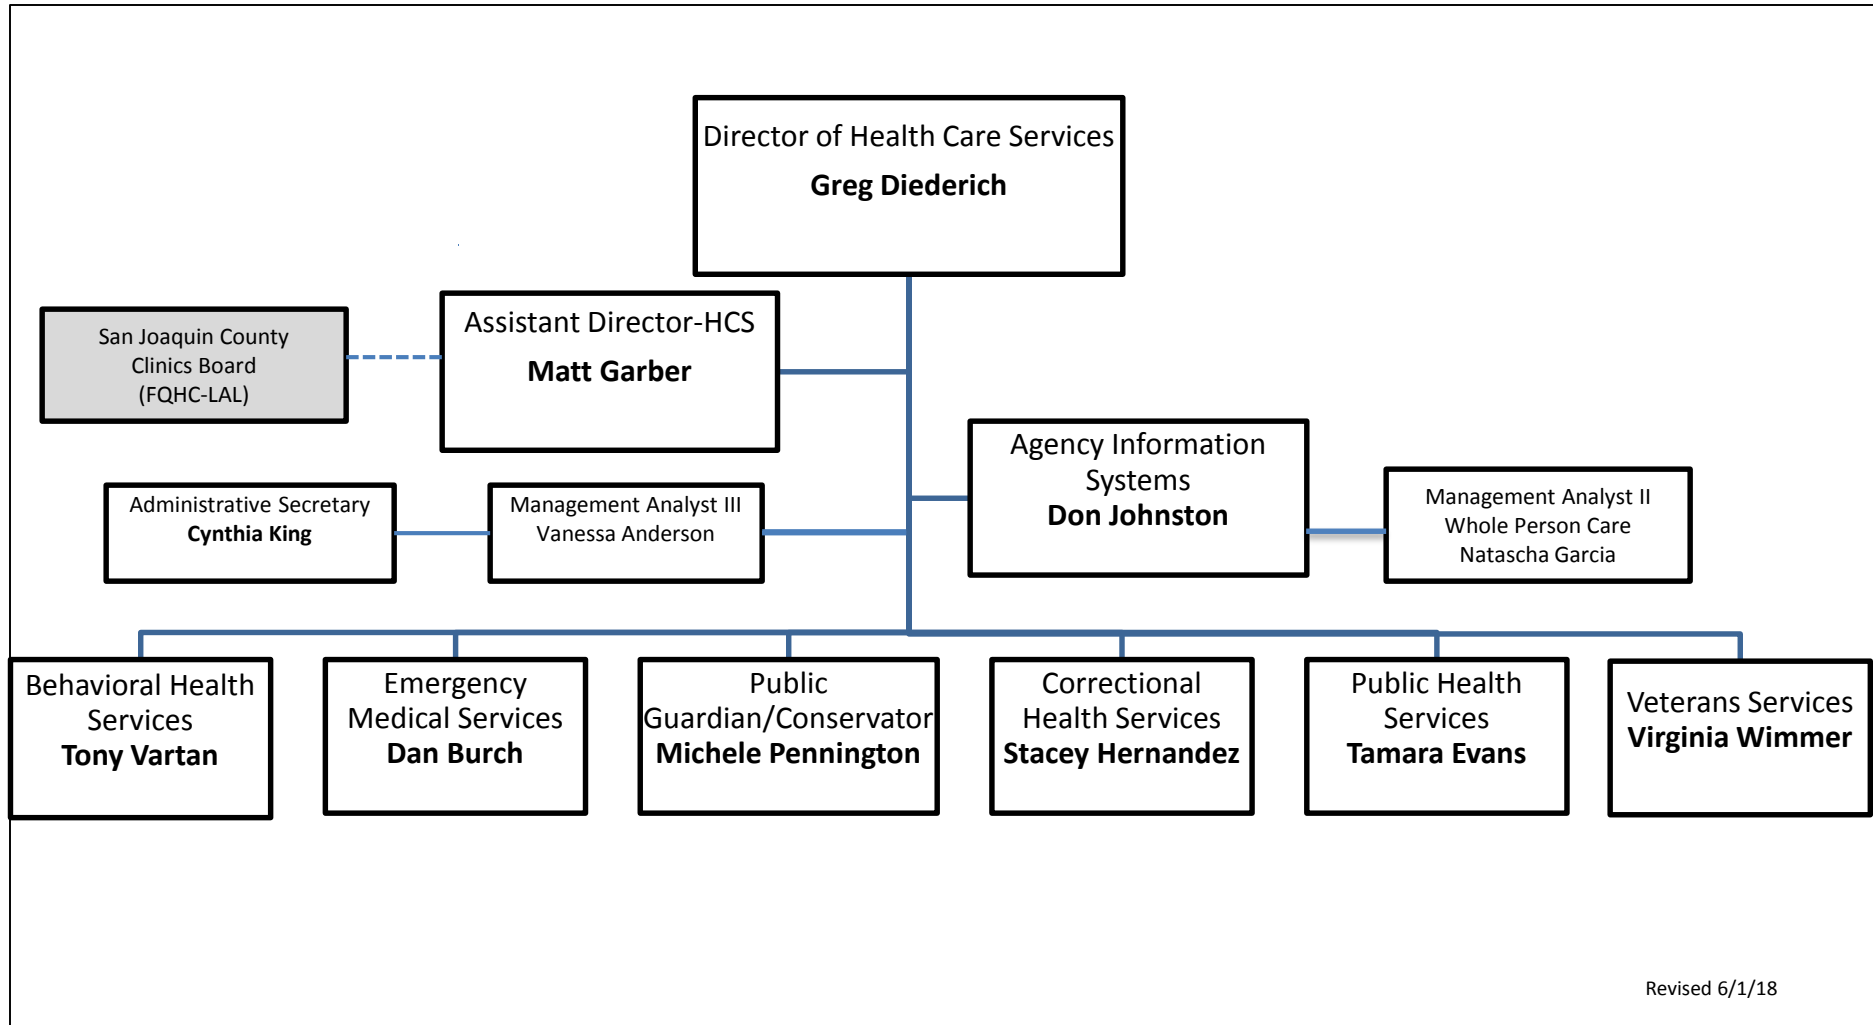 Director of Health Care Services
Greg Diederich
San Joaquin County
Clinics Board
(FQHC-LAL)
Assistant Director-HCS
Matt Garber
Agency Information
Systems
Don Johnston
Administrative Secretary
Cynthia King
Management Analyst III
Vanessa Anderson
Management Analyst II
Whole Person Care
Natascha Garcia
Behavioral Health
Services
Tony Vartan
Emergency
Medical Services
Dan Burch
Public
Guardian/Conservator
Michele Pennington
Correctional
Health Services
Stacey Hernandez
Public Health
Services
Tamara Evans
Veterans Services
Virginia Wimmer
Revised 6/1/18